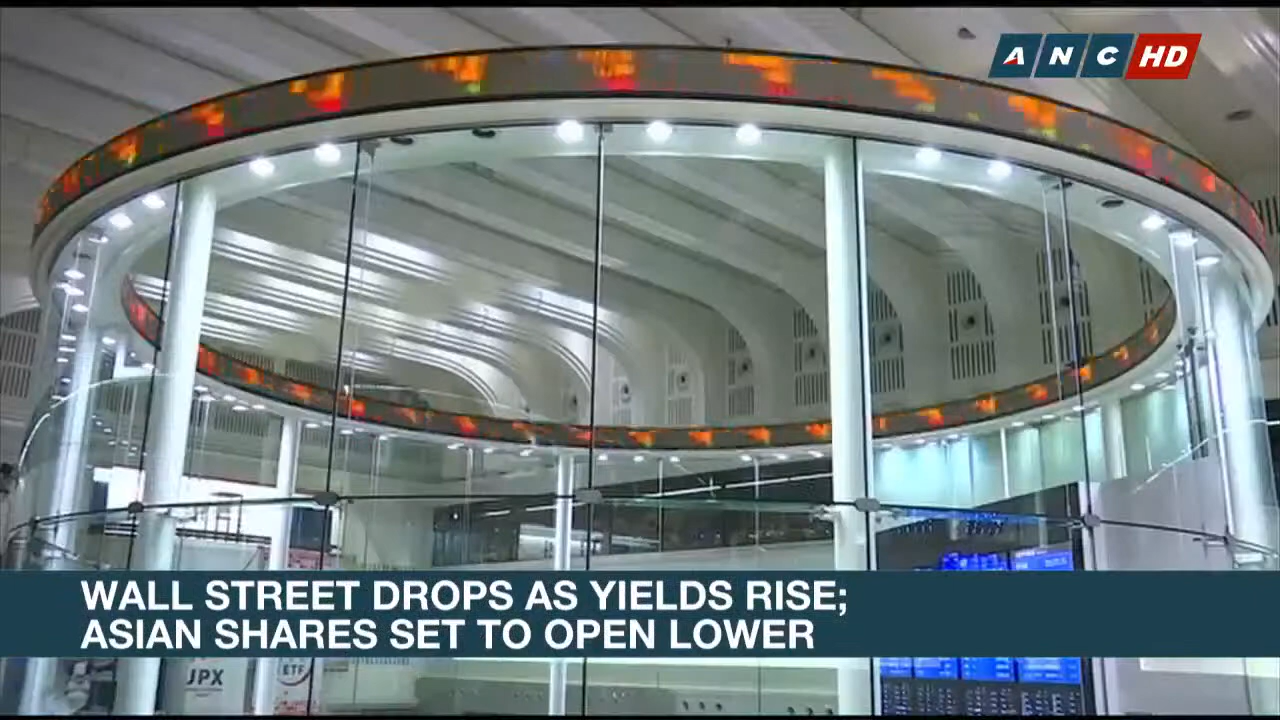 ANC HD
WALL STREET DROPS AS YIELDS RISE;
ASIAN SHARES SET TO OPEN LOWER
JPX
ETF